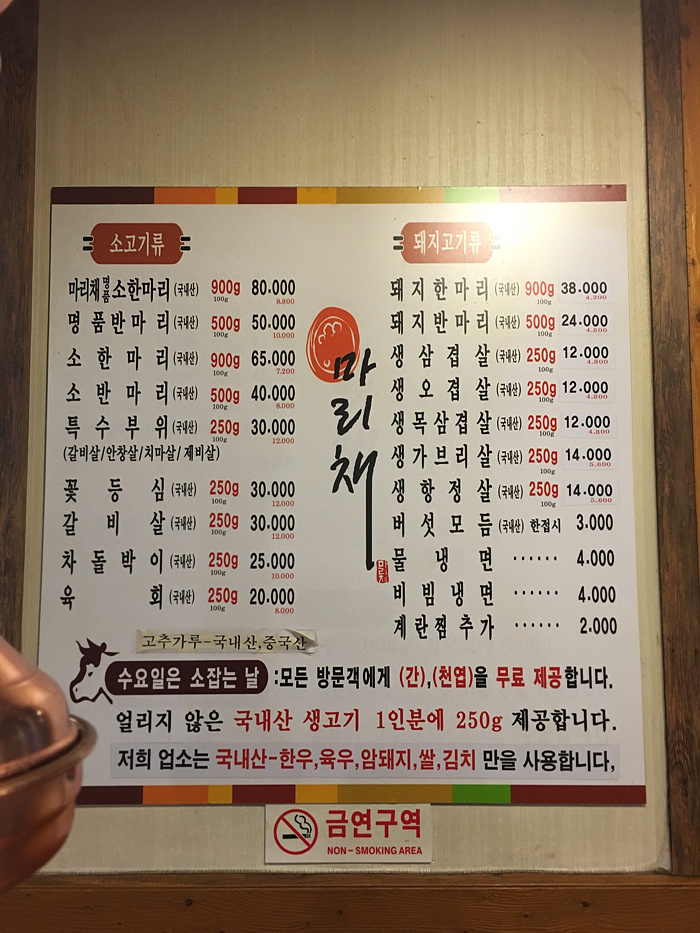 소고기류
마리채명품소한마리(국내산) 900g 80.000
100g 8.800
명품반마리(국내산) 500g 50.000
100g 10.000
소한마리(국내산) 900g 65.000
100g 7.200
소반마리(국내산) 500g 40.000
100g 8.000
특수부위(국내산) 250g 30.000
100g 12.000
(갈비살/안창살/치마살/제비살)
꽃등심(국내산) 250g 30.000
100g 12.000
갈비살(국내산) 250g 30.000
100g 12.000
차돌박이(국내산) 250g 25.000
100g 10.000
육회(국내산) 250g 20.000
100g 8.000
마리채
돼지고기류
돼지한마리(국내산) 900g 38.000
100g 4.200
돼지반마리(국내산) 500g 24.000
100g 4.800
생삼겹살(국내산) 250g 12.000
100g 4.800
생오겹살(국내산) 250g 12.000
100g 4.800
생목삼겹살(국내산) 250g 12.000
100g 4.800
생가브리살(국내산) 250g 14.000
100g 5.600
생항정살(국내산) 250g 14.000
100g 5.600
버섯모듬(국내산) 한접시 3.000
물냉면 ······ 4.000
비빔냉면 ······ 4.000
계란찜추가 ······ 2.000
고추가루-국내산,중국산
수요일은 소잡는 날 :모든 방문객에게 (간),(천엽)을 무료 제공합니다.
얼리지 않은 국내산 생고기 1인분에 250g 제공합니다.
저희 업소는 국내산-한우,육우,암돼지,쌀,김치 만을 사용합니다,
금연구역
NON-SMOKING AREA